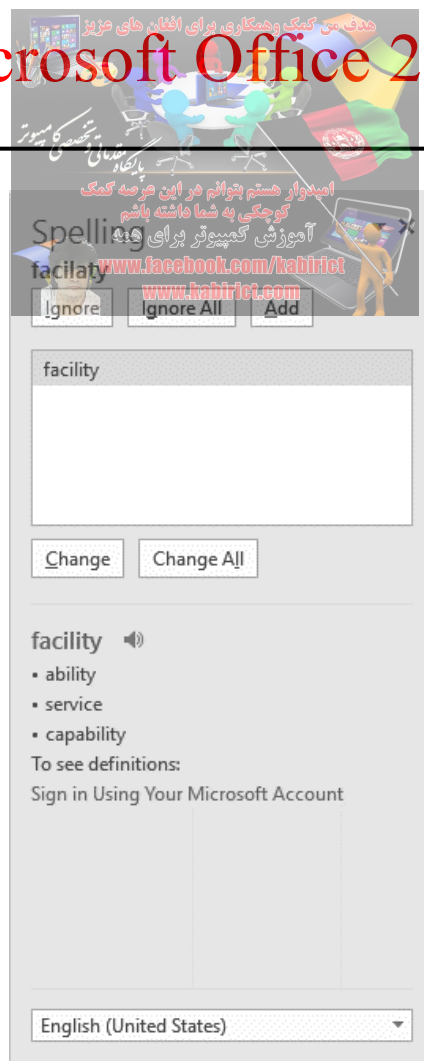 هدف من کمک وهمکاری برای افغان های عزیز
crosoft Office 2
پایگاه مقدماتی و تخصصی کامپیوتر
امیدوار هستم بتوانم در این عرصه کمک
کوچکی به شما داشته باشم
آموزش کمپیوتر برای همه
Spelling
facilaty
www.facebook.com/kabirict
www.kabirict.com
Ignore Ignore All Add
facility
Change Change All
facility
▪ ability
▪ service
▪ capability
To see definitions:
Sign in Using Your Microsoft Account
English (United States)